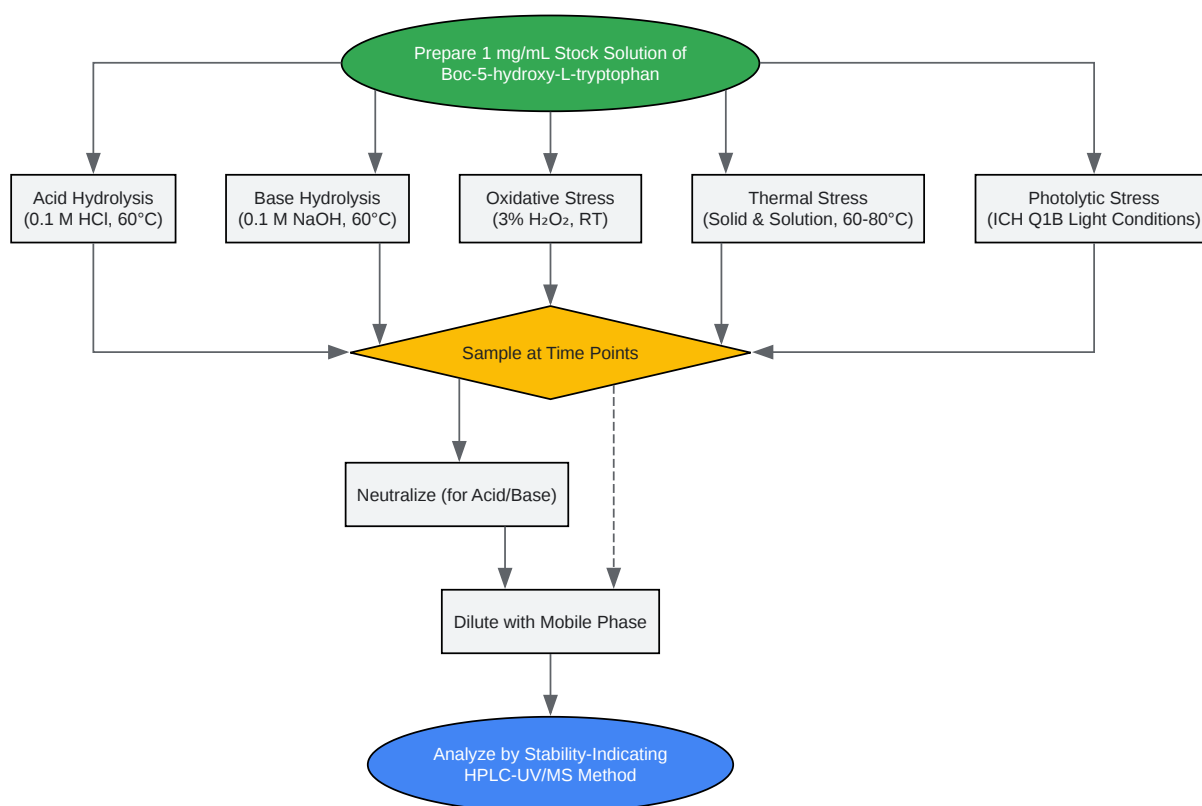 Prepare 1 mg/mL Stock Solution of
Boc-5-hydroxy-L-tryptophan
Acid Hydrolysis
(0.1 M HCl, 60°C)
Base Hydrolysis
(0.1 M NaOH, 60°C)
Oxidative Stress
(3% H₂O₂, RT)
Thermal Stress
(Solid & Solution, 60-80°C)
Photolytic Stress
(ICH Q1B Light Conditions)
Sample at Time Points
Neutralize (for Acid/Base)
Dilute with Mobile Phase
Analyze by Stability-Indicating
HPLC-UV/MS Method